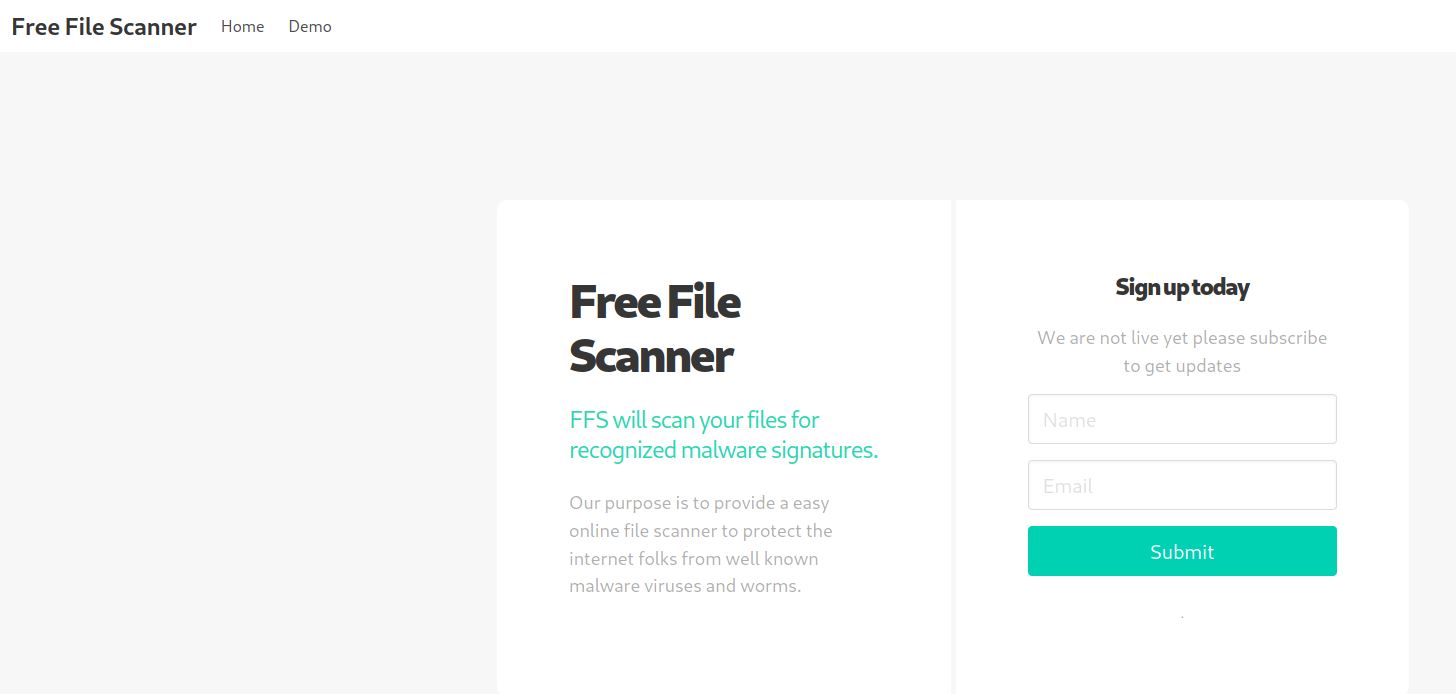 Free File Scanner Home Demo
Free File
Scanner
FFS will scan your files for
recognized malware signatures.
Our purpose is to provide a easy
online file scanner to protect the
internet folks from well known
malware viruses and worms.
Sign up today
We are not live yet please subscribe
to get updates
Name
Email
Submit
.